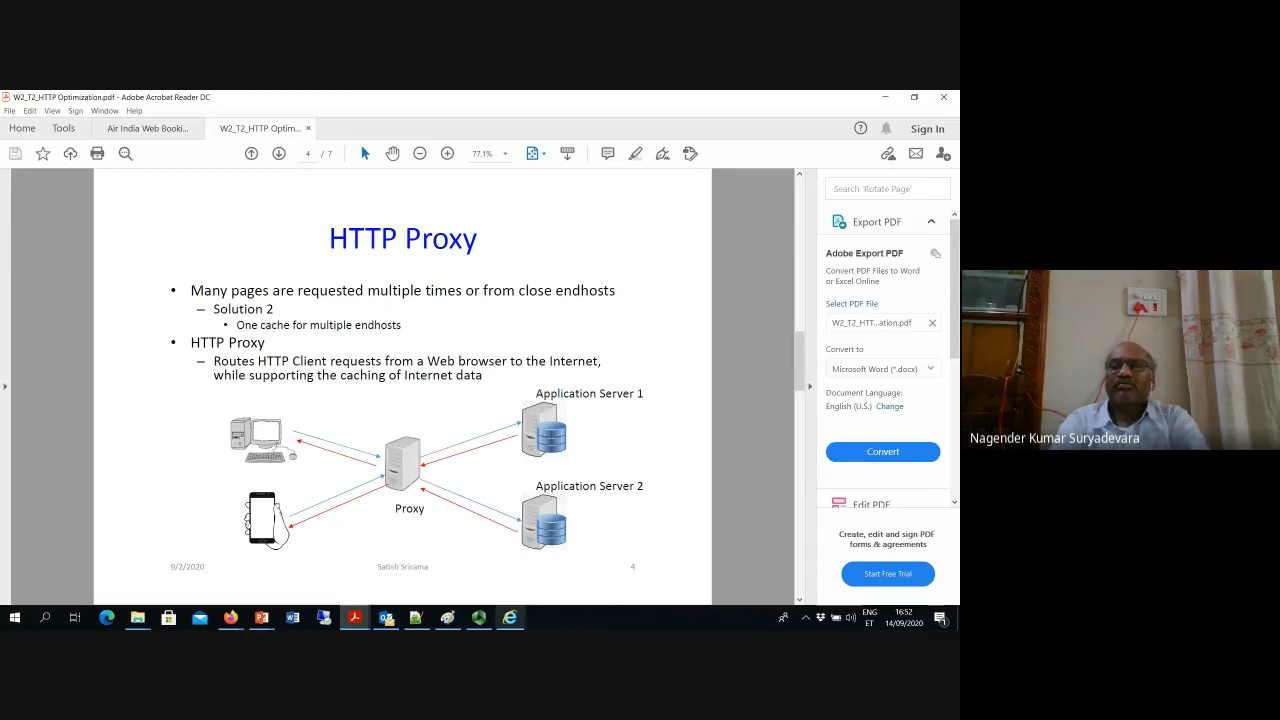 W2_T2_HTTP Optimization.pdf - Adobe Acrobat Reader DC
File Edit View Sign Window Help
Home Tools Air India Web Booki... W2_T2_HTTP Optim... × Sign In
4 / 7 77.1%
Search 'Rotate Page'
Export PDF
Adobe Export PDF
Convert PDF Files to Word
or Excel Online
Select PDF File
W2_T2_HTT...ation.pdf
Convert to
Microsoft Word (*.docx)
Document Language:
English (U.S.) Change
Convert
Edit PDF
Create, edit and sign PDF
forms & agreements
Start Free Trial
HTTP Proxy
• Many pages are requested multiple times or from close endhosts
– Solution 2
• One cache for multiple endhosts
• HTTP Proxy
– Routes HTTP Client requests from a Web browser to the Internet,
while supporting the caching of Internet data
Application Server 1
Application Server 2
Proxy
9/2/2020 Satish Srirama 4
Nagender Kumar Suryadevara
ENG 16:52
ET 14/09/2020
1